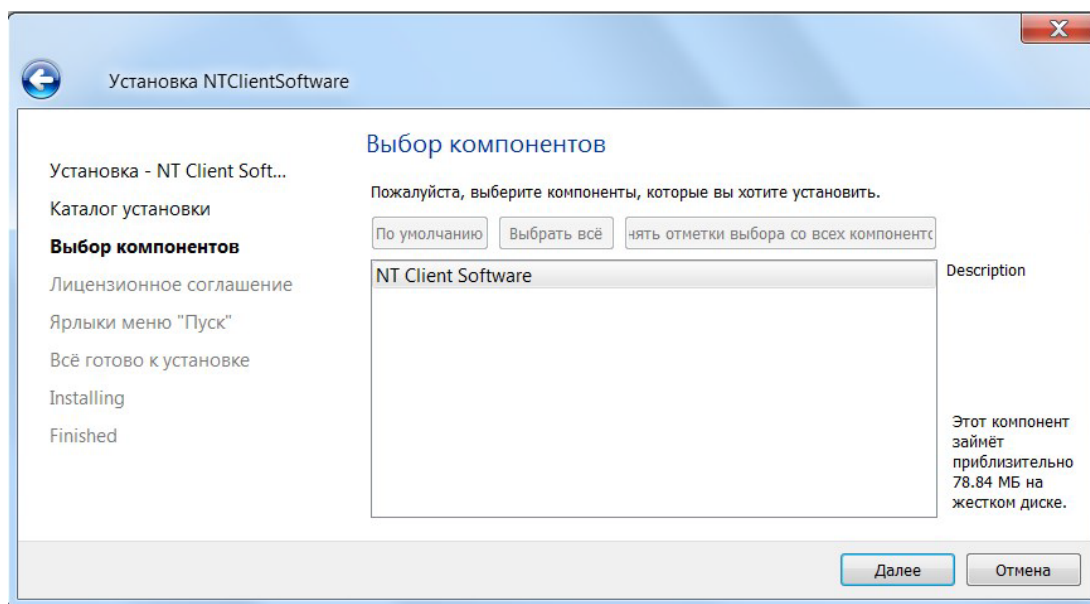 Установка NTClientSoftware
Установка - NT Client Soft...
Каталог установки
Выбор компонентов
Лицензионное соглашение
Ярлыки меню "Пуск"
Всё готово к установке
Installing
Finished
Выбор компонентов
Пожалуйста, выберите компоненты, которые вы хотите установить.
По умолчанию
Выбрать всё
нять отметки выбора со всех компоненто
NT Client Software
Description
Этот компонент
займёт
приблизительно
78.84 МБ на
жестком диске.
Далее
Отмена